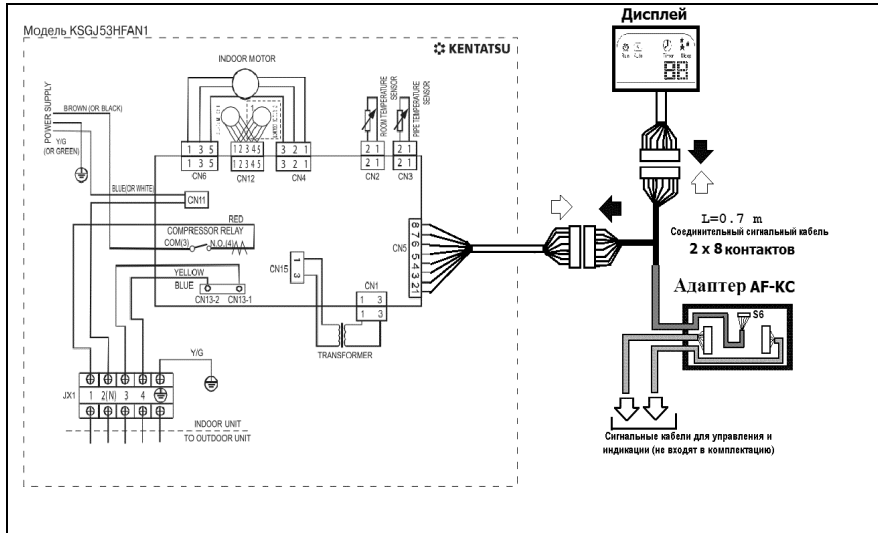 Дисплей
Модель KSGJ53HFAN1
KENTATSU
INDOOR MOTOR
POWER SUPPLY
BROWN (OR BLACK)
Y/G
(OR GREEN)
ROOM TEMPERATURE
SENSOR
PIPE TEMPERATURE
SENSOR
Run Auto Timer Sleep
88
1 3 5
1 2 3 4 5
3 2 1
2 1
2 1
1 3 5
1 2 3 4 5
3 2 1
2 1
2 1
CN6
CN12
CN4
CN2
CN3
BLUE(OR WHITE)
CN11
RED
COMPRESSOR RELAY
COM(3)
N.O.(4)
YELLOW
BLUE
CN13-2
CN13-1
CN15
1
3
CN1
1 3
1 3
TRANSFORMER
CN5
8
7
6
5
4
3
2
1
L=0.7 m
Соединительный сигнальный кабель
2 x 8 контактов
Адаптер AF-KC
S6
Y/G
JX1
1 2(N) 3 4
INDOOR UNIT
TO OUTDOOR UNIT
Сигнальные кабели для управления и
индикации (не входят в комплектацию)